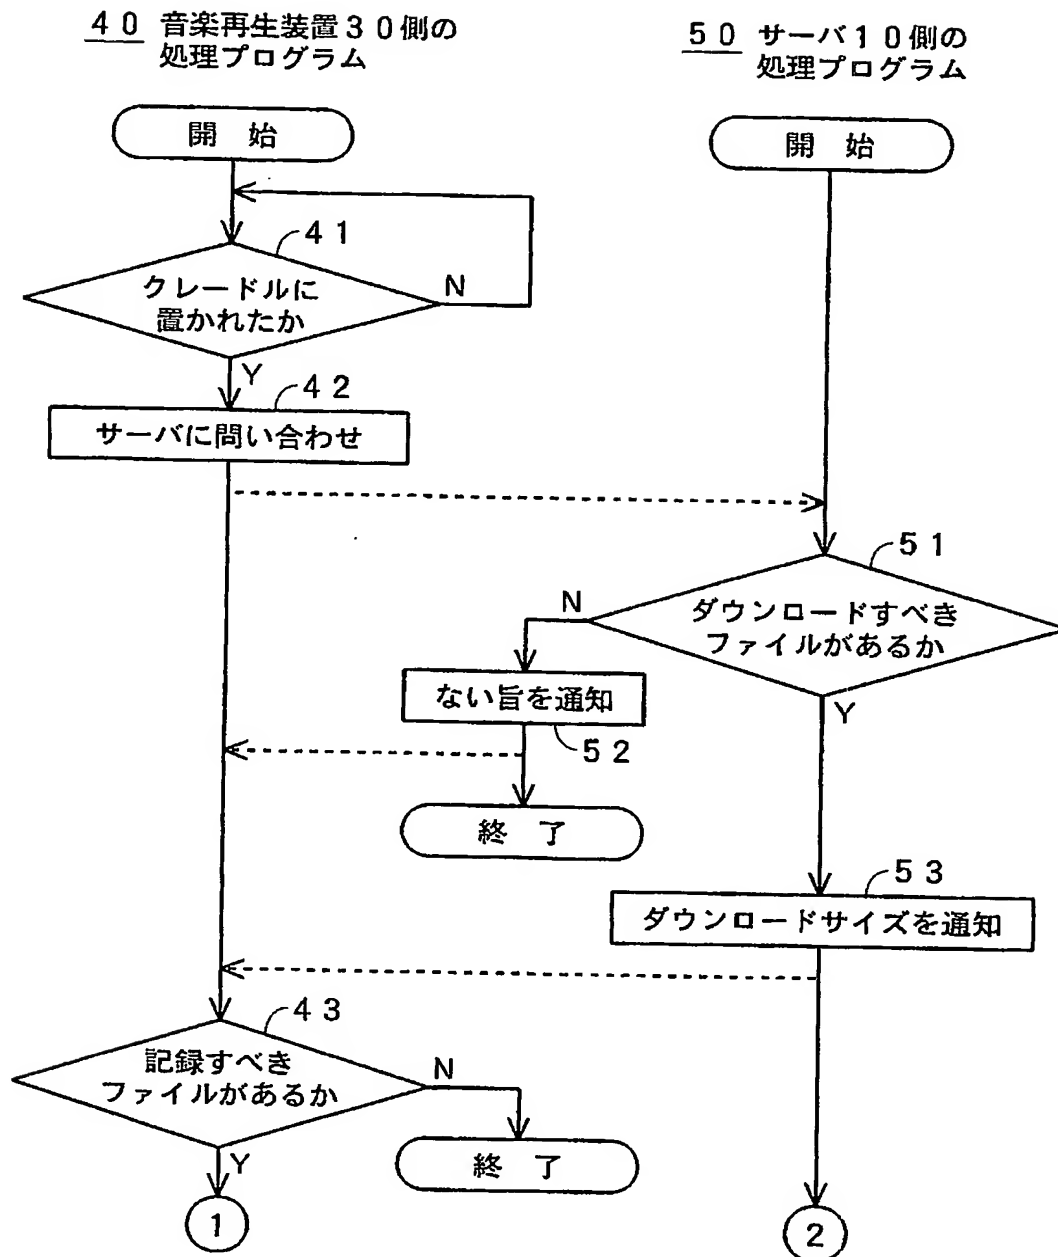 ４０ 音楽再生装置３０側の
処理プログラム
５０ サーバ１０側の
処理プログラム
開 始
開 始
４１
クレードルに
置かれたか
N
Y
４２
サーバに問い合わせ
５１
ダウンロードすべき
ファイルがあるか
N
Y
ない旨を通知
５２
終 了
５３
ダウンロードサイズを通知
４３
記録すべき
ファイルがあるか
N
Y
終 了
1
2